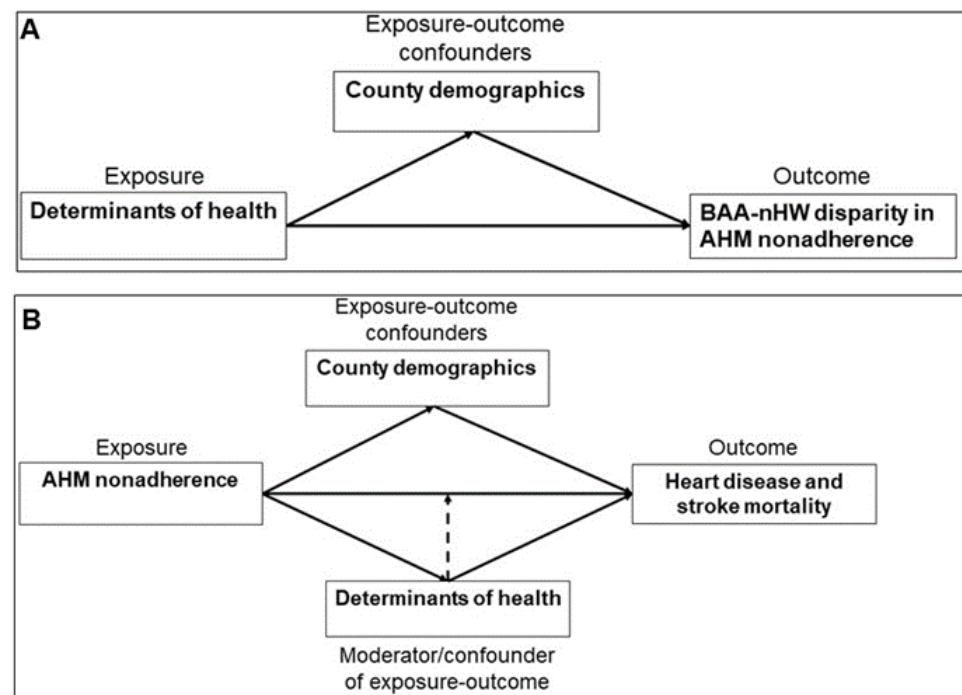 A
Exposure-outcome
confounders
County demographics
Exposure
Determinants of health
Outcome
BAA-nHW disparity in
AHM nonadherence
B
Exposure-outcome
confounders
County demographics
Exposure
AHM nonadherence
Outcome
Heart disease and
stroke mortality
Determinants of health
Moderator/confounder
of exposure-outcome